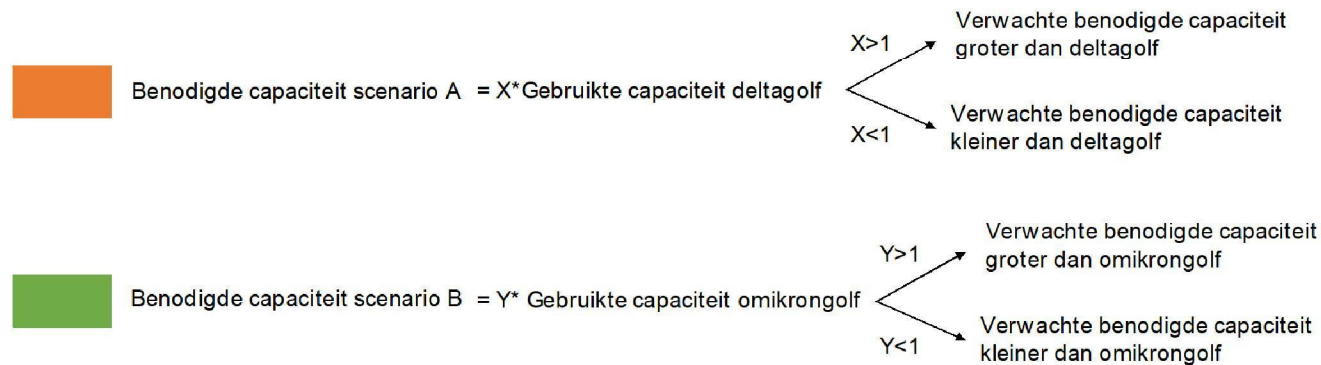 Verwachte benodigde capaciteit
groter dan deltagolf
X>1
Benodigde capaciteit scenario A = X*Gebruikte capaciteit deltagolf
Verwachte benodigde capaciteit
kleiner dan deltagolf
X<1
Verwachte benodigde capaciteit
groter dan omikrongolf
Y>1
Benodigde capaciteit scenario B = Y* Gebruikte capaciteit omikrongolf
Verwachte benodigde capaciteit
kleiner dan omikrongolf
Y<1